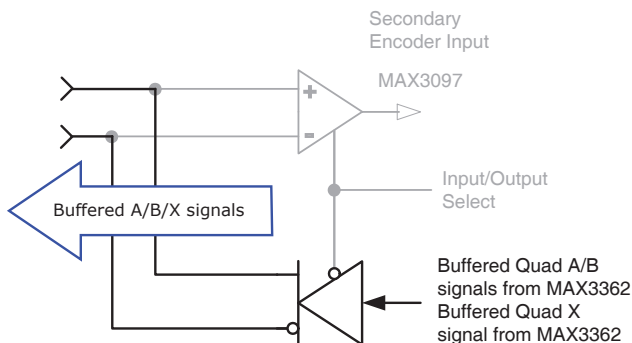 Secondary
Encoder Input
MAX3097
+
-
Input/Output
Select
Buffered A/B/X signals
Buffered Quad A/B
signals from MAX3362
Buffered Quad X
signal from MAX3362